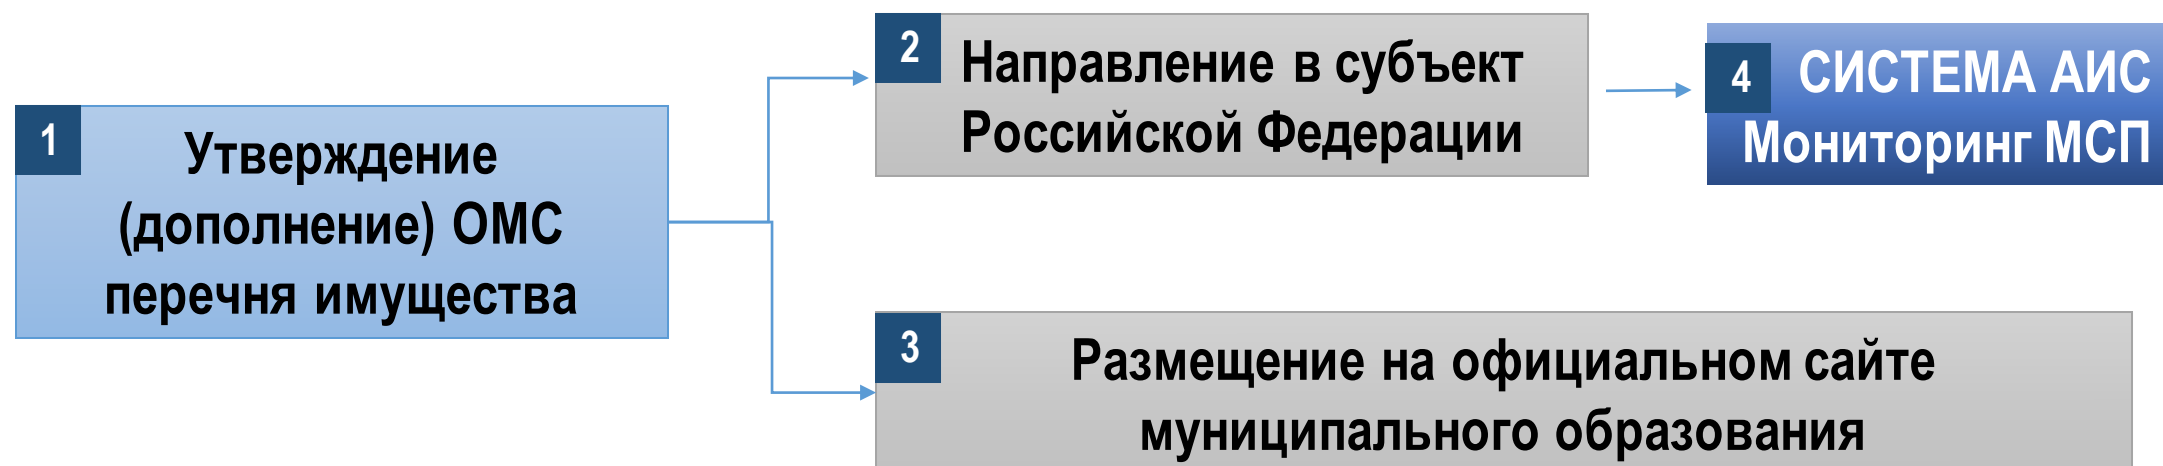 1
Утверждение
(дополнение) ОМС
перечня имущества
2
Направление в субъект
Российской Федерации
4
СИСТЕМА АИС
Мониторинг МСП
3
Размещение на официальном сайте
муниципального образования